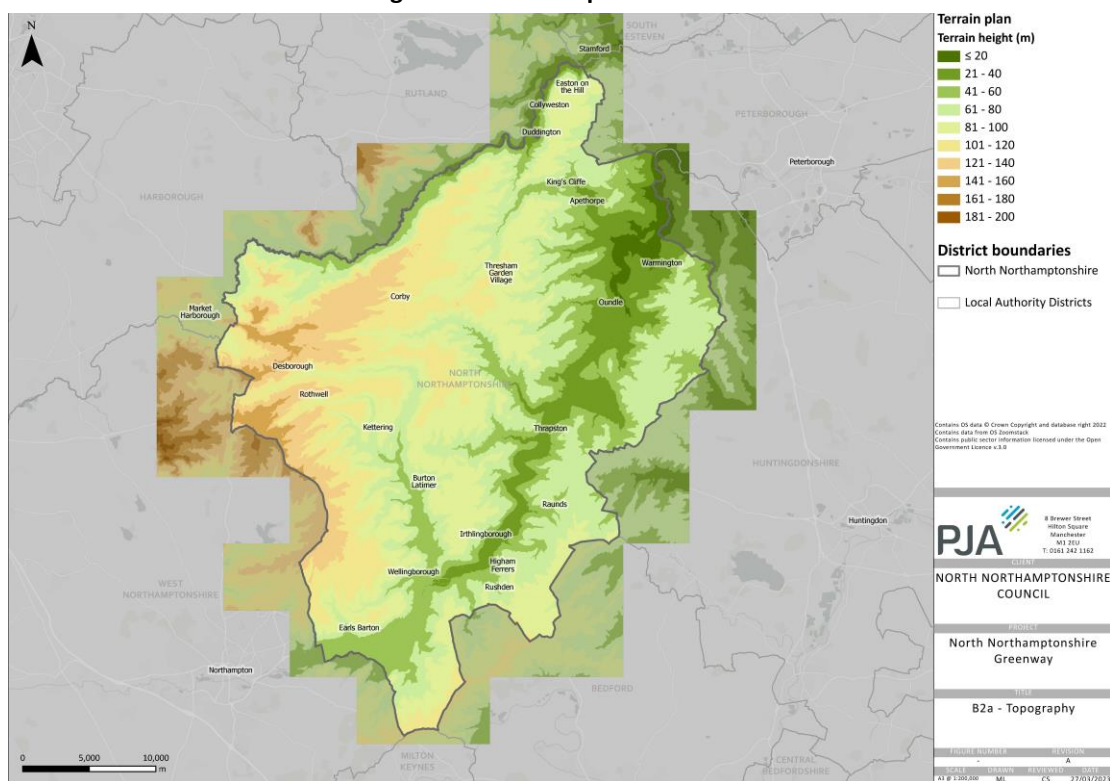 N
SOUTH
KESTEVEN
Stamford
Easton on
the Hill
RUTLAND
Collyweston
PETERBOROUGH
Duddington
Peterborough
King's Cliffe
HARBOROUGH
Apethorpe
Warmington
Thresham
Garden
Village
Corby
Oundle
Market
Harborough
Desborough
NORTH
NORTHAMPTONSHIRE
Rothwell
Kettering
Thrapston
HUNTINGDONSHIRE
Burton
Latimer
Raunds
Huntingdon
Irthlingborough
Higham
Ferrers
Wellingborough
Rushden
WEST
NORTHAMPTONSHIRE
Earls Barton
Northampton
BEDFORD
MILTON
KEYNES
CENTRAL
BEDFORDSHIRE
0 5,000 10,000
m
Terrain plan
Terrain height (m)
≤ 20
21 - 40
41 - 60
61 - 80
81 - 100
101 - 120
121 - 140
141 - 160
161 - 180
181 - 200
District boundaries
North Northamptonshire
Local Authority Districts
Contains OS data © Crown Copyright and database right 2022
Contains data from OS Zoomstack
Contains public sector information licensed under the Open
Government Licence v.3.0
PJA
8 Brewer Street
Hilton Square
Manchester
M1 2EU
T: 0161 242 1162
CLIENT
NORTH NORTHAMPTONSHIRE
COUNCIL
PROJECT
North Northamptonshire
Greenway
TITLE
B2a - Topography
FIGURE NUMBER REVISION
- A
SCALE DRAWN REVIEWED DATE
ML CS